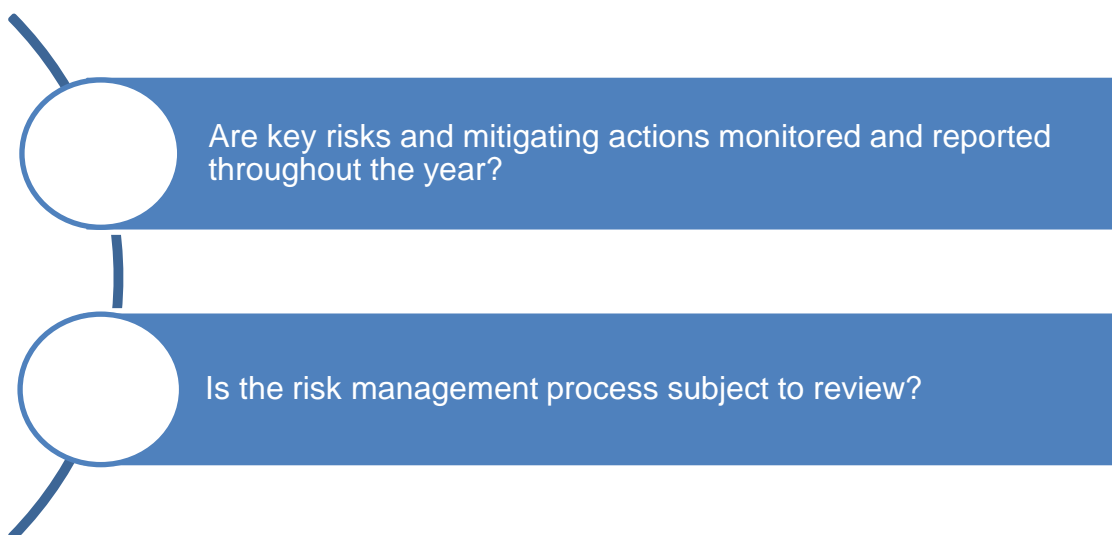 Are key risks and mitigating actions monitored and reported
throughout the year?
Is the risk management process subject to review?